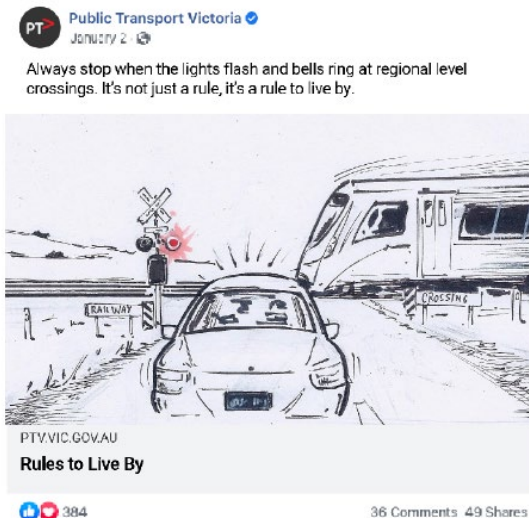 PT>
Public Transport Victoria
January 2
Always stop when the lights flash and bells ring at regional level
crossings. It's not just a rule, it's a rule to live by.
RAILWAY
CROSSING
PTV.VIC.GOV.AU
Rules to Live By
384
36 Comments 49 Shares